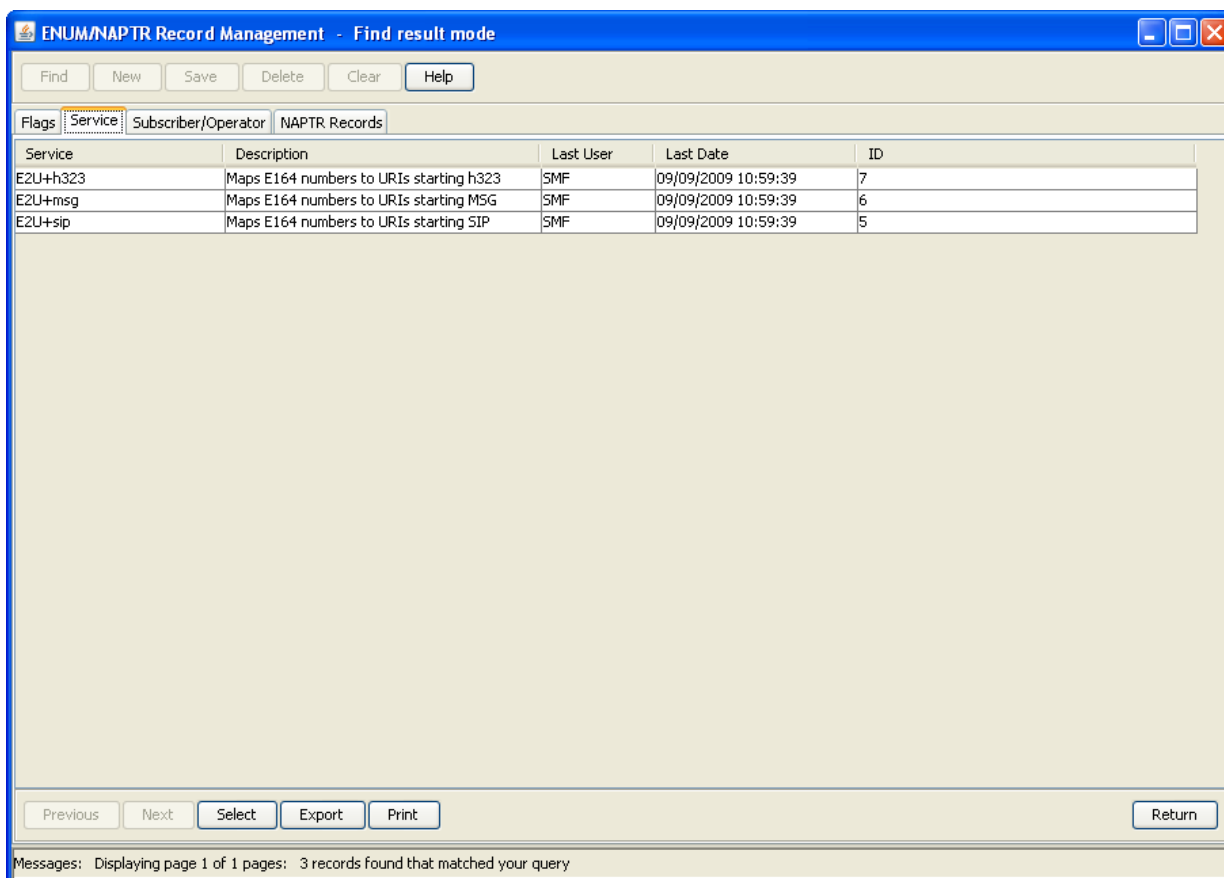 ENUM/NAPTR Record Management - Find result mode
Find New Save Delete Clear Help
Flags Service Subscriber/Operator NAPTR Records
Service Description Last User Last Date ID
E2U+h323 Maps E164 numbers to URIs starting h323 SMF 09/09/2009 10:59:39 7
E2U+msg Maps E164 numbers to URIs starting MSG SMF 09/09/2009 10:59:39 6
E2U+sip Maps E164 numbers to URIs starting SIP SMF 09/09/2009 10:59:39 5
Previous Next Select Export Print Return
Messages: Displaying page 1 of 1 pages: 3 records found that matched your query